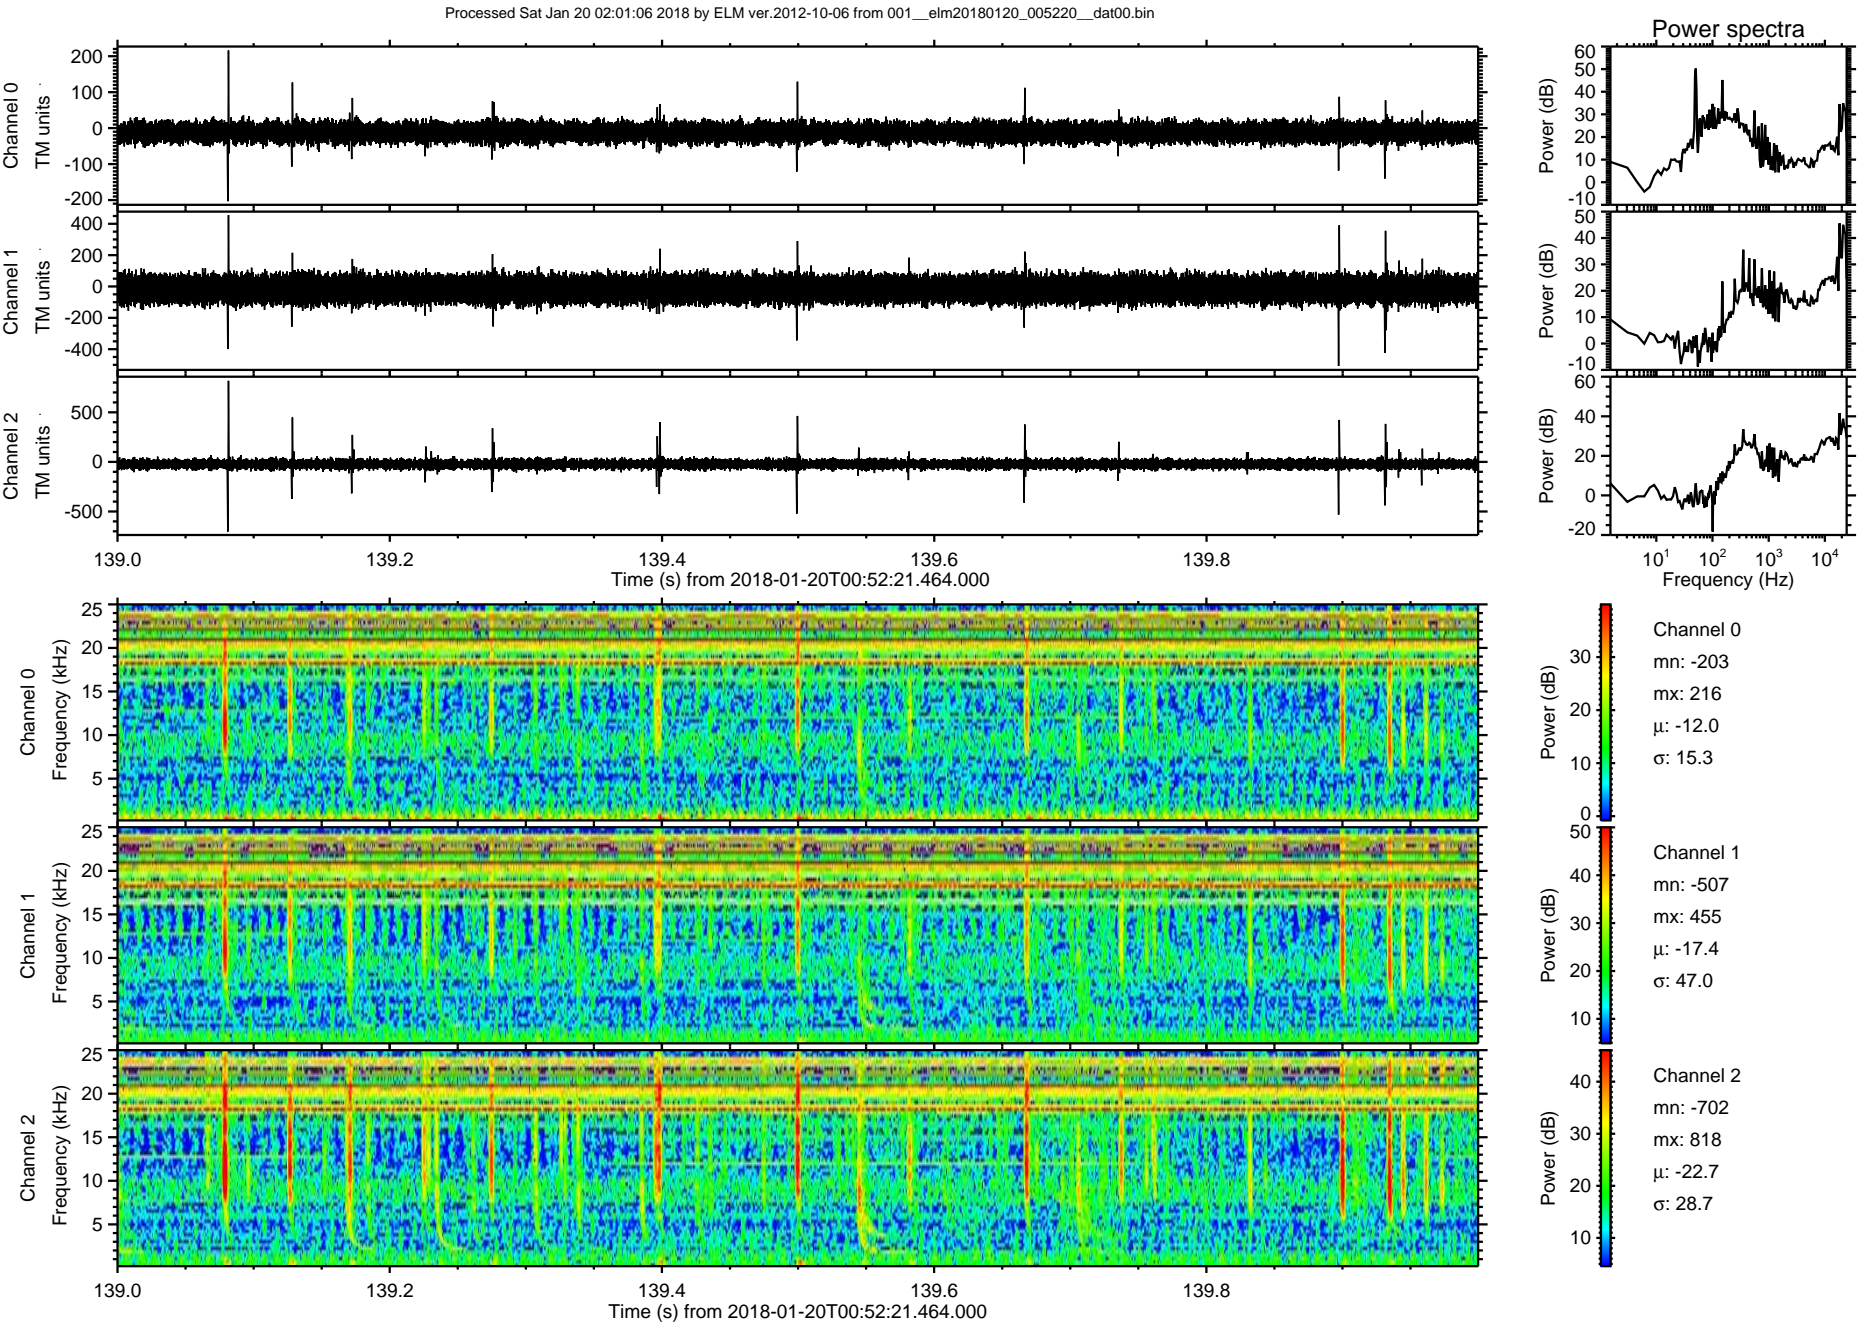 Processed Sat Jan 20 02:01:06 2018 by ELM ver.2012-10-06 from 001__elm20180120_005220__dat00.bin
Power spectra
Channel 0
TM units
200
100
0
-100
-200
Power (dB)
60
50
40
30
20
10
0
-10
Channel 1
TM units
400
200
0
-200
-400
Power (dB)
50
40
30
20
10
0
-10
Channel 2
TM units
500
0
-500
Power (dB)
60
40
20
0
-20
139.0 139.2 139.4 139.6 139.8
Time (s) from 2018-01-20T00:52:21.464.000
10^1 10^2 10^3 10^4
Frequency (Hz)
Channel 0
Frequency (kHz)
25
20
15
10
5
Power (dB)
30
20
10
0
Channel 0
mn: -203
mx: 216
μ: -12.0
σ: 15.3
Channel 1
Frequency (kHz)
25
20
15
10
5
Power (dB)
50
40
30
20
10
Channel 1
mn: -507
mx: 455
μ: -17.4
σ: 47.0
Channel 2
Frequency (kHz)
25
20
15
10
5
Power (dB)
40
30
20
10
Channel 2
mn: -702
mx: 818
μ: -22.7
σ: 28.7
139.0 139.2 139.4 139.6 139.8
Time (s) from 2018-01-20T00:52:21.464.000